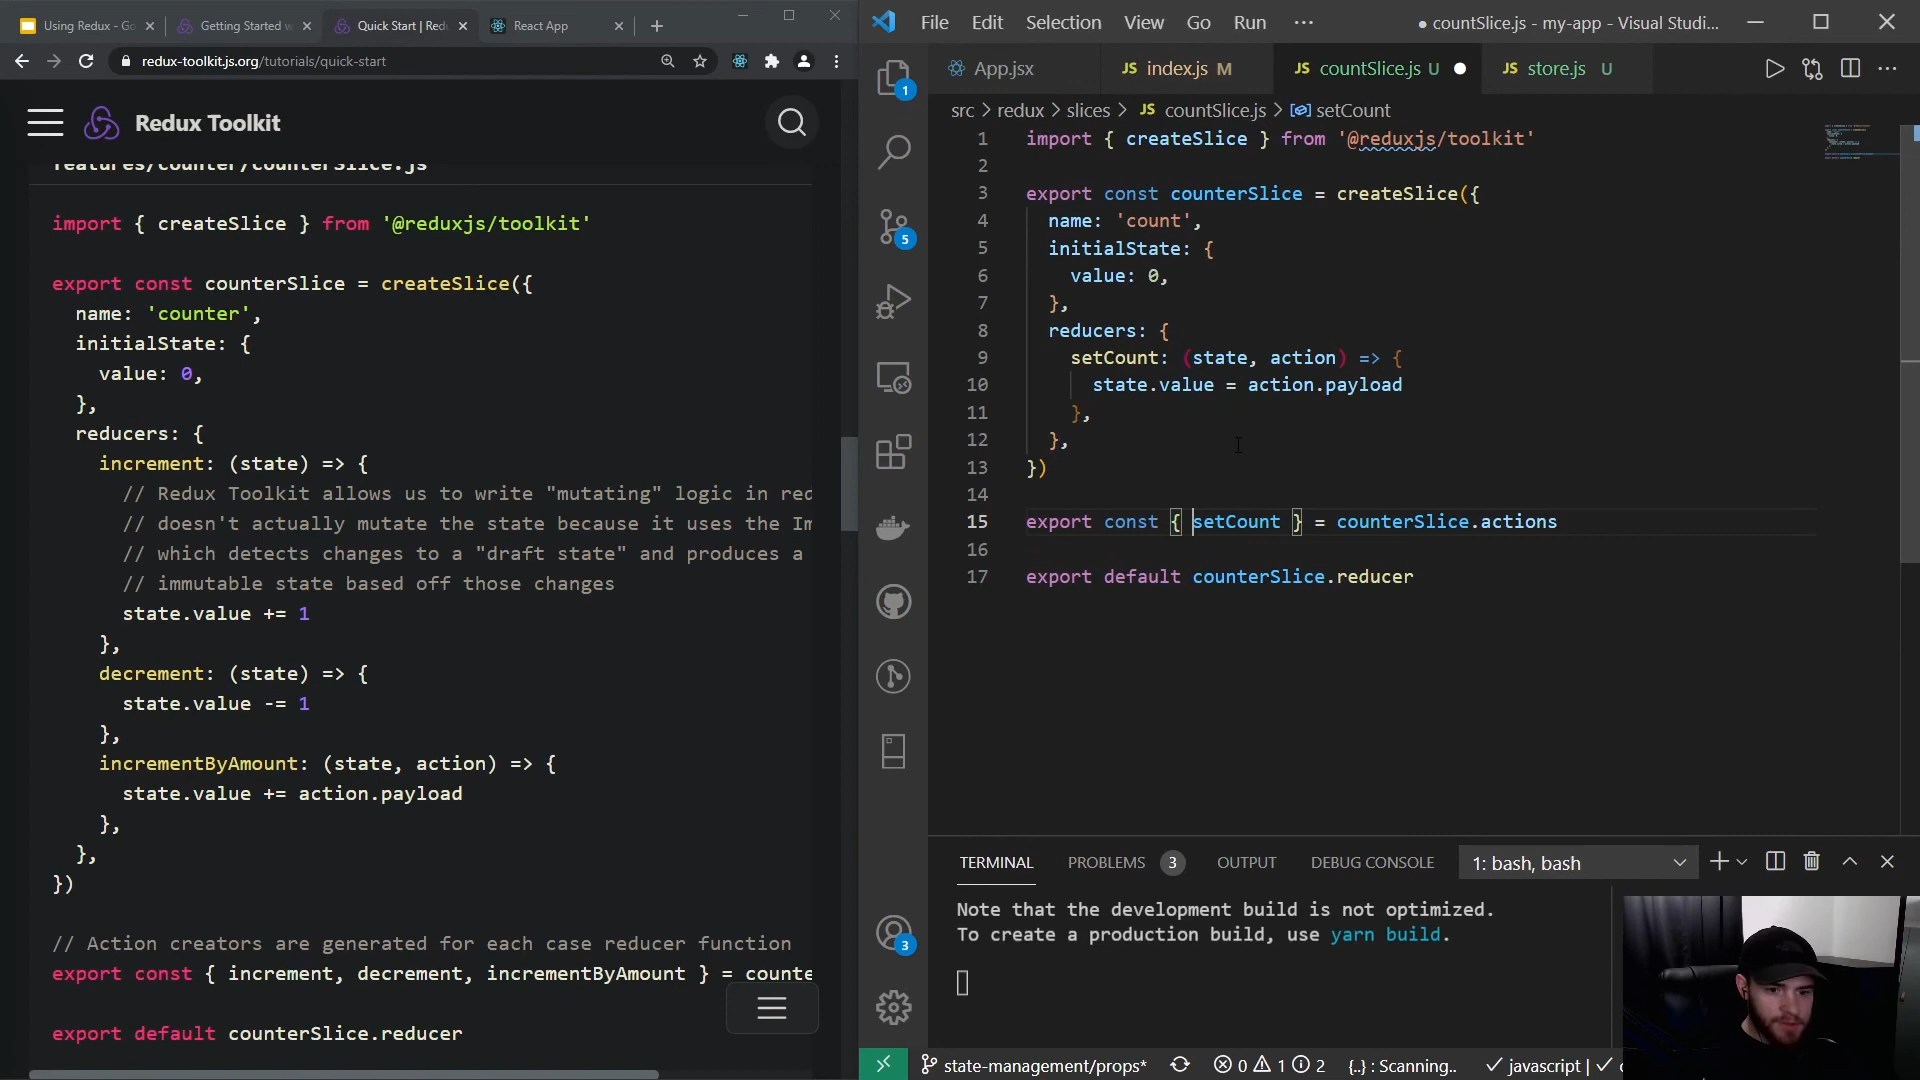 Using Redux - Go
Getting Started w
Quick Start | Red
React App
redux-toolkit.js.org/tutorials/quick-start
Redux Toolkit
features/counter/counterSlice.js
import { createSlice } from '@reduxjs/toolkit'
export const counterSlice = createSlice({
name: 'counter',
initialState: {
value: 0,
},
reducers: {
increment: (state) => {
// Redux Toolkit allows us to write "mutating" logic in red
// doesn't actually mutate the state because it uses the Im
// which detects changes to a "draft state" and produces a
// immutable state based off those changes
state.value += 1
},
decrement: (state) => {
state.value -= 1
},
incrementByAmount: (state, action) => {
state.value += action.payload
},
},
})
// Action creators are generated for each case reducer function
export const { increment, decrement, incrementByAmount } = counte
export default counterSlice.reducer
File Edit Selection View Go Run ··· ● countSlice.js - my-app - Visual Studi...
App.jsx JS index.js M JS countSlice.js U ● JS store.js U
src > redux > slices > JS countSlice.js > setCount
1 import { createSlice } from '@reduxjs/toolkit'
2
3 export const counterSlice = createSlice({
4 name: 'count',
5 initialState: {
6 value: 0,
7 },
8 reducers: {
9 setCount: (state, action) => {
10 state.value = action.payload
11 },
12 },
13 })
14
15 export const { setCount } = counterSlice.actions
16
17 export default counterSlice.reducer
1
5
3
TERMINAL PROBLEMS 3 OUTPUT DEBUG CONSOLE 1: bash, bash
Note that the development build is not optimized.
To create a production build, use yarn build.
state-management/props* 0 1 2 {..} : Scanning.. javascript |